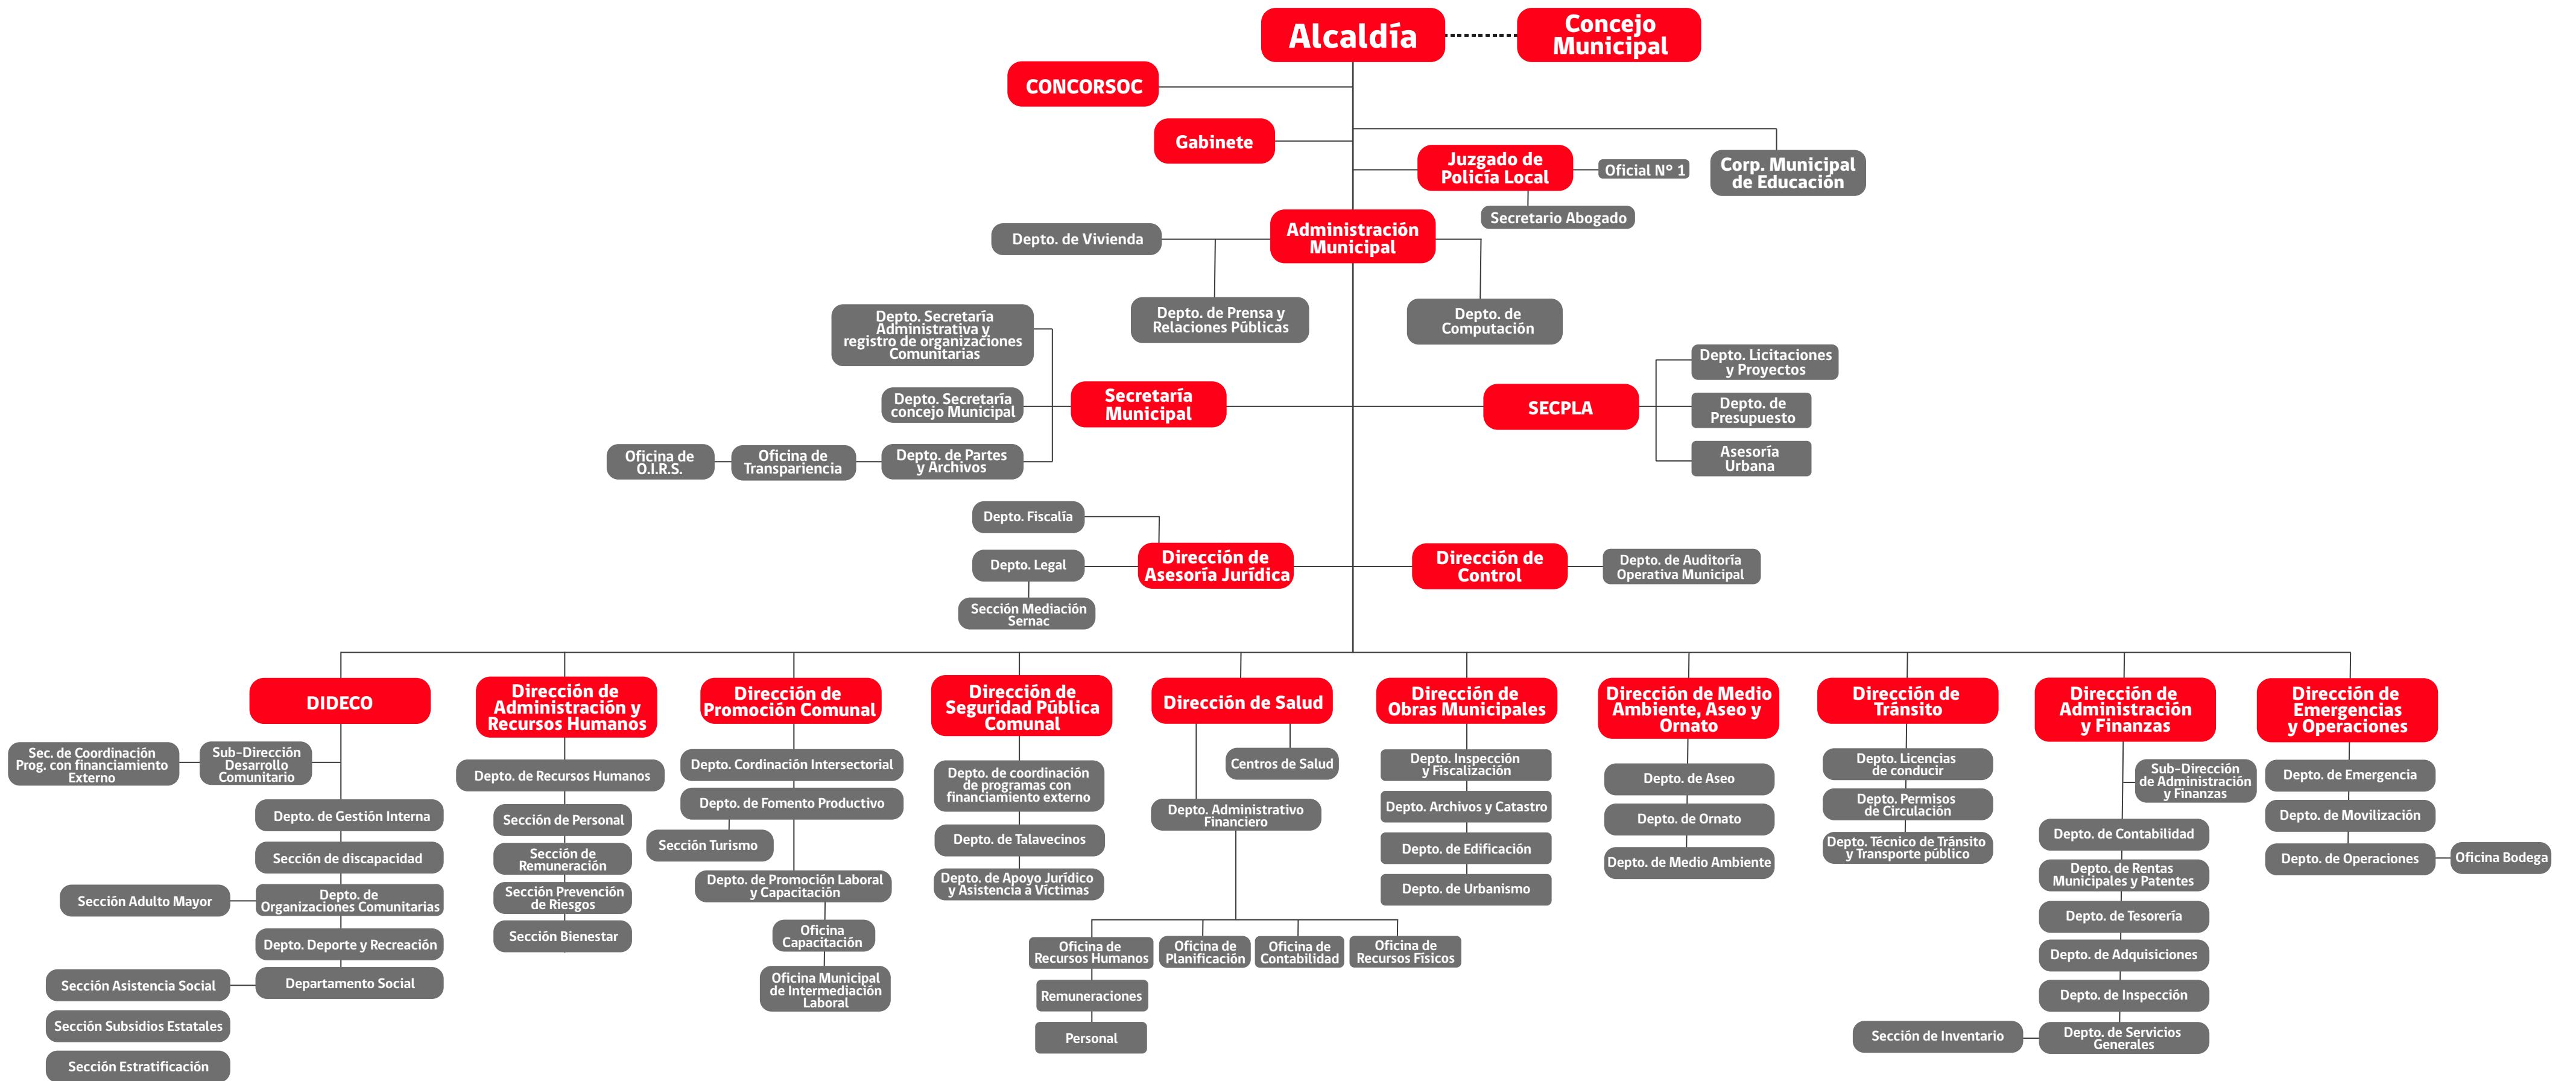 Alcaldía
Concejo
Municipal
CONCORSOC
Gabinete
Juzgado de
Policía Local
Oficial N° 1
Corp. Municipal
de Educación
Secretario Abogado
Administración
Municipal
Depto. de Vivienda
Depto. de Prensa y
Relaciones Públicas
Depto. de
Computación
Depto. Secretaría
Administrativa y
registro de organizaciones
Comunitarias
Depto. Secretaría
concejo Municipal
Secretaría
Municipal
SECPLA
Depto. Licitaciones
y Proyectos
Depto. de
Presupuesto
Asesoría
Urbana
Oficina de
O.I.R.S.
Oficina de
Transpariencia
Depto. de Partes
y Archivos
Depto. Fiscalía
Depto. Legal
Sección Mediación
Sernac
Dirección de
Asesoría Jurídica
Dirección de
Control
Depto. de Auditoría
Operativa Municipal
DIDECO
Sec. de Coordinación
Prog. con financiamiento
Externo
Sub-Dirección
Desarrollo
Comunitario
Depto. de Gestión Interna
Sección de discapacidad
Sección Adulto Mayor
Depto. de
Organizaciones Comunitarias
Depto. Deporte y Recreación
Sección Asistencia Social
Departamento Social
Sección Subsidios Estatales
Sección Estratificación
Dirección de
Administración y
Recursos Humanos
Depto. de Recursos Humanos
Sección de Personal
Sección de
Remuneración
Sección Prevención
de Riesgos
Sección Bienestar
Dirección de
Promoción Comunal
Depto. Cordinación Intersectorial
Depto. de Fomento Productivo
Sección Turismo
Depto. de Promoción Laboral
y Capacitación
Oficina
Capacitación
Oficina Municipal
de Intermediación
Laboral
Dirección de
Seguridad Pública
Comunal
Depto. de coordinación
de programas con
financiamiento externo
Depto. de Talavecinos
Depto. de Apoyo Jurídico
y Asistencia a Víctimas
Dirección de Salud
Centros de Salud
Depto. Administrativo
Financiero
Oficina de
Recursos Humanos
Oficina de
Planificación
Oficina de
Contabilidad
Oficina de
Recursos Físicos
Remuneraciones
Personal
Dirección de
Obras Municipales
Depto. Inspección
y Fiscalización
Depto. Archivos y Catastro
Depto. de Edificación
Depto. de Urbanismo
Dirección de Medio
Ambiente, Aseo y
Ornato
Depto. de Aseo
Depto. de Ornato
Depto. de Medio Ambiente
Dirección de
Tránsito
Depto. Licencias
de conducir
Depto. Permisos
de Circulación
Depto. Técnico de Tránsito
y Transporte público
Dirección de
Administración
y Finanzas
Sub-Dirección
de Administración
y Finanzas
Depto. de Contabilidad
Depto. de Rentas
Municipales y Patentes
Depto. de Tesorería
Depto. de Adquisiciones
Depto. de Inspección
Sección de Inventario
Depto. de Servicios
Generales
Dirección de
Emergencias
y Operaciones
Depto. de Emergencia
Depto. de Movilización
Depto. de Operaciones
Oficina Bodega